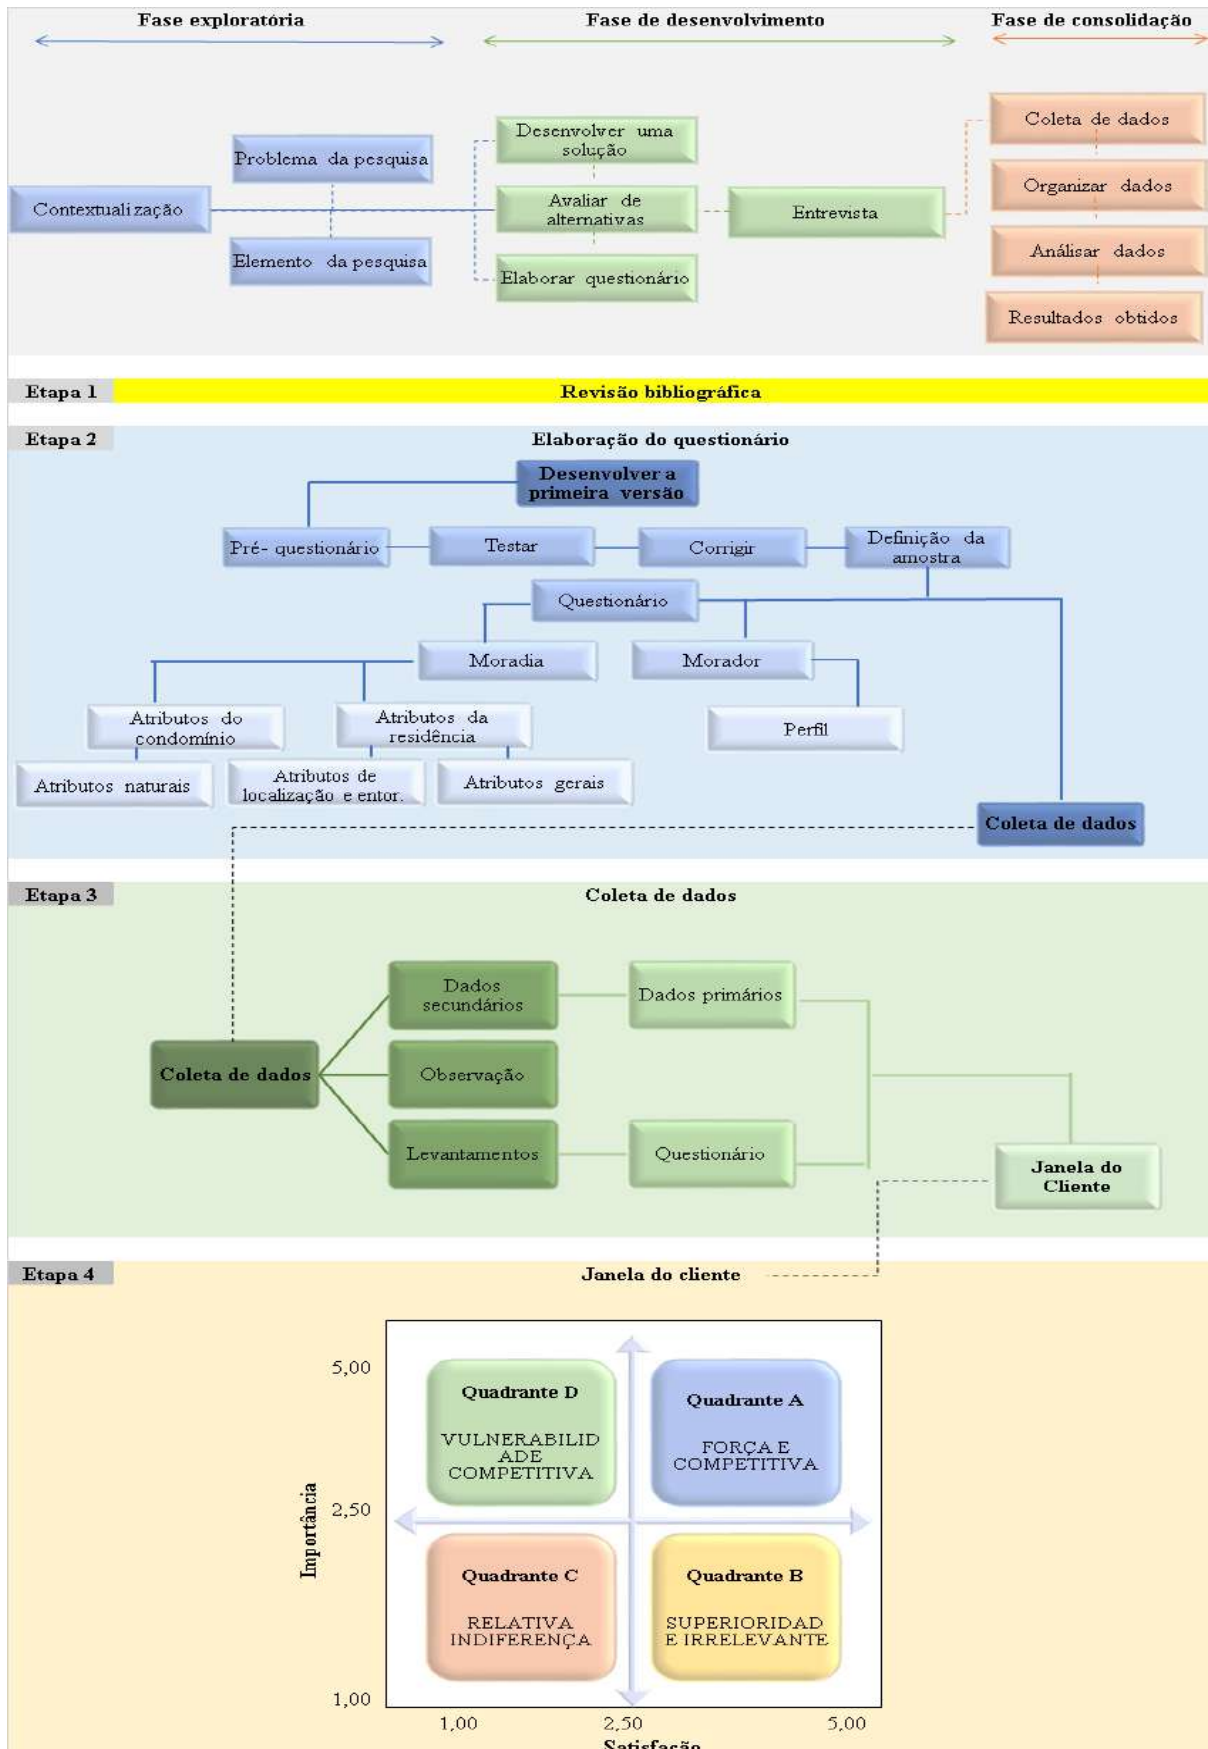 Fase exploratória
Fase de desenvolvimento
Fase de consolidação
Contextualização
Problema da pesquisa
Elemento da pesquisa
Desenvolver uma
solução
Avaliar de
alternativas
Elaborar questionário
Entrevista
Coleta de dados
Organizar dados
Análisar dados
Resultados obtidos
Etapa 1
Revisão bibliográfica
Etapa 2
Elaboração do questionário
Desenvolver a
primeira versão
Pré- questionário
Testar
Corrigir
Definição da
amostra
Questionário
Moradia
Morador
Atributos do
condomínio
Atributos da
residência
Perfil
Atributos naturais
Atributos de
localização e entor.
Atributos gerais
Coleta de dados
Etapa 3
Coleta de dados
Coleta de dados
Dados
secundários
Dados primários
Observação
Levantamentos
Questionário
Janela do
Cliente
Etapa 4
Janela do cliente
Importância
5,00
2,50
1,00
Quadrante D
VULNERABILID
ADE
COMPETITIVA
Quadrante A
FORÇA E
COMPETITIVA
Quadrante C
RELATIVA
INDIFERENÇA
Quadrante B
SUPERIORIDAD
E IRRELEVANTE
1,00
2,50
5,00
Satisfação